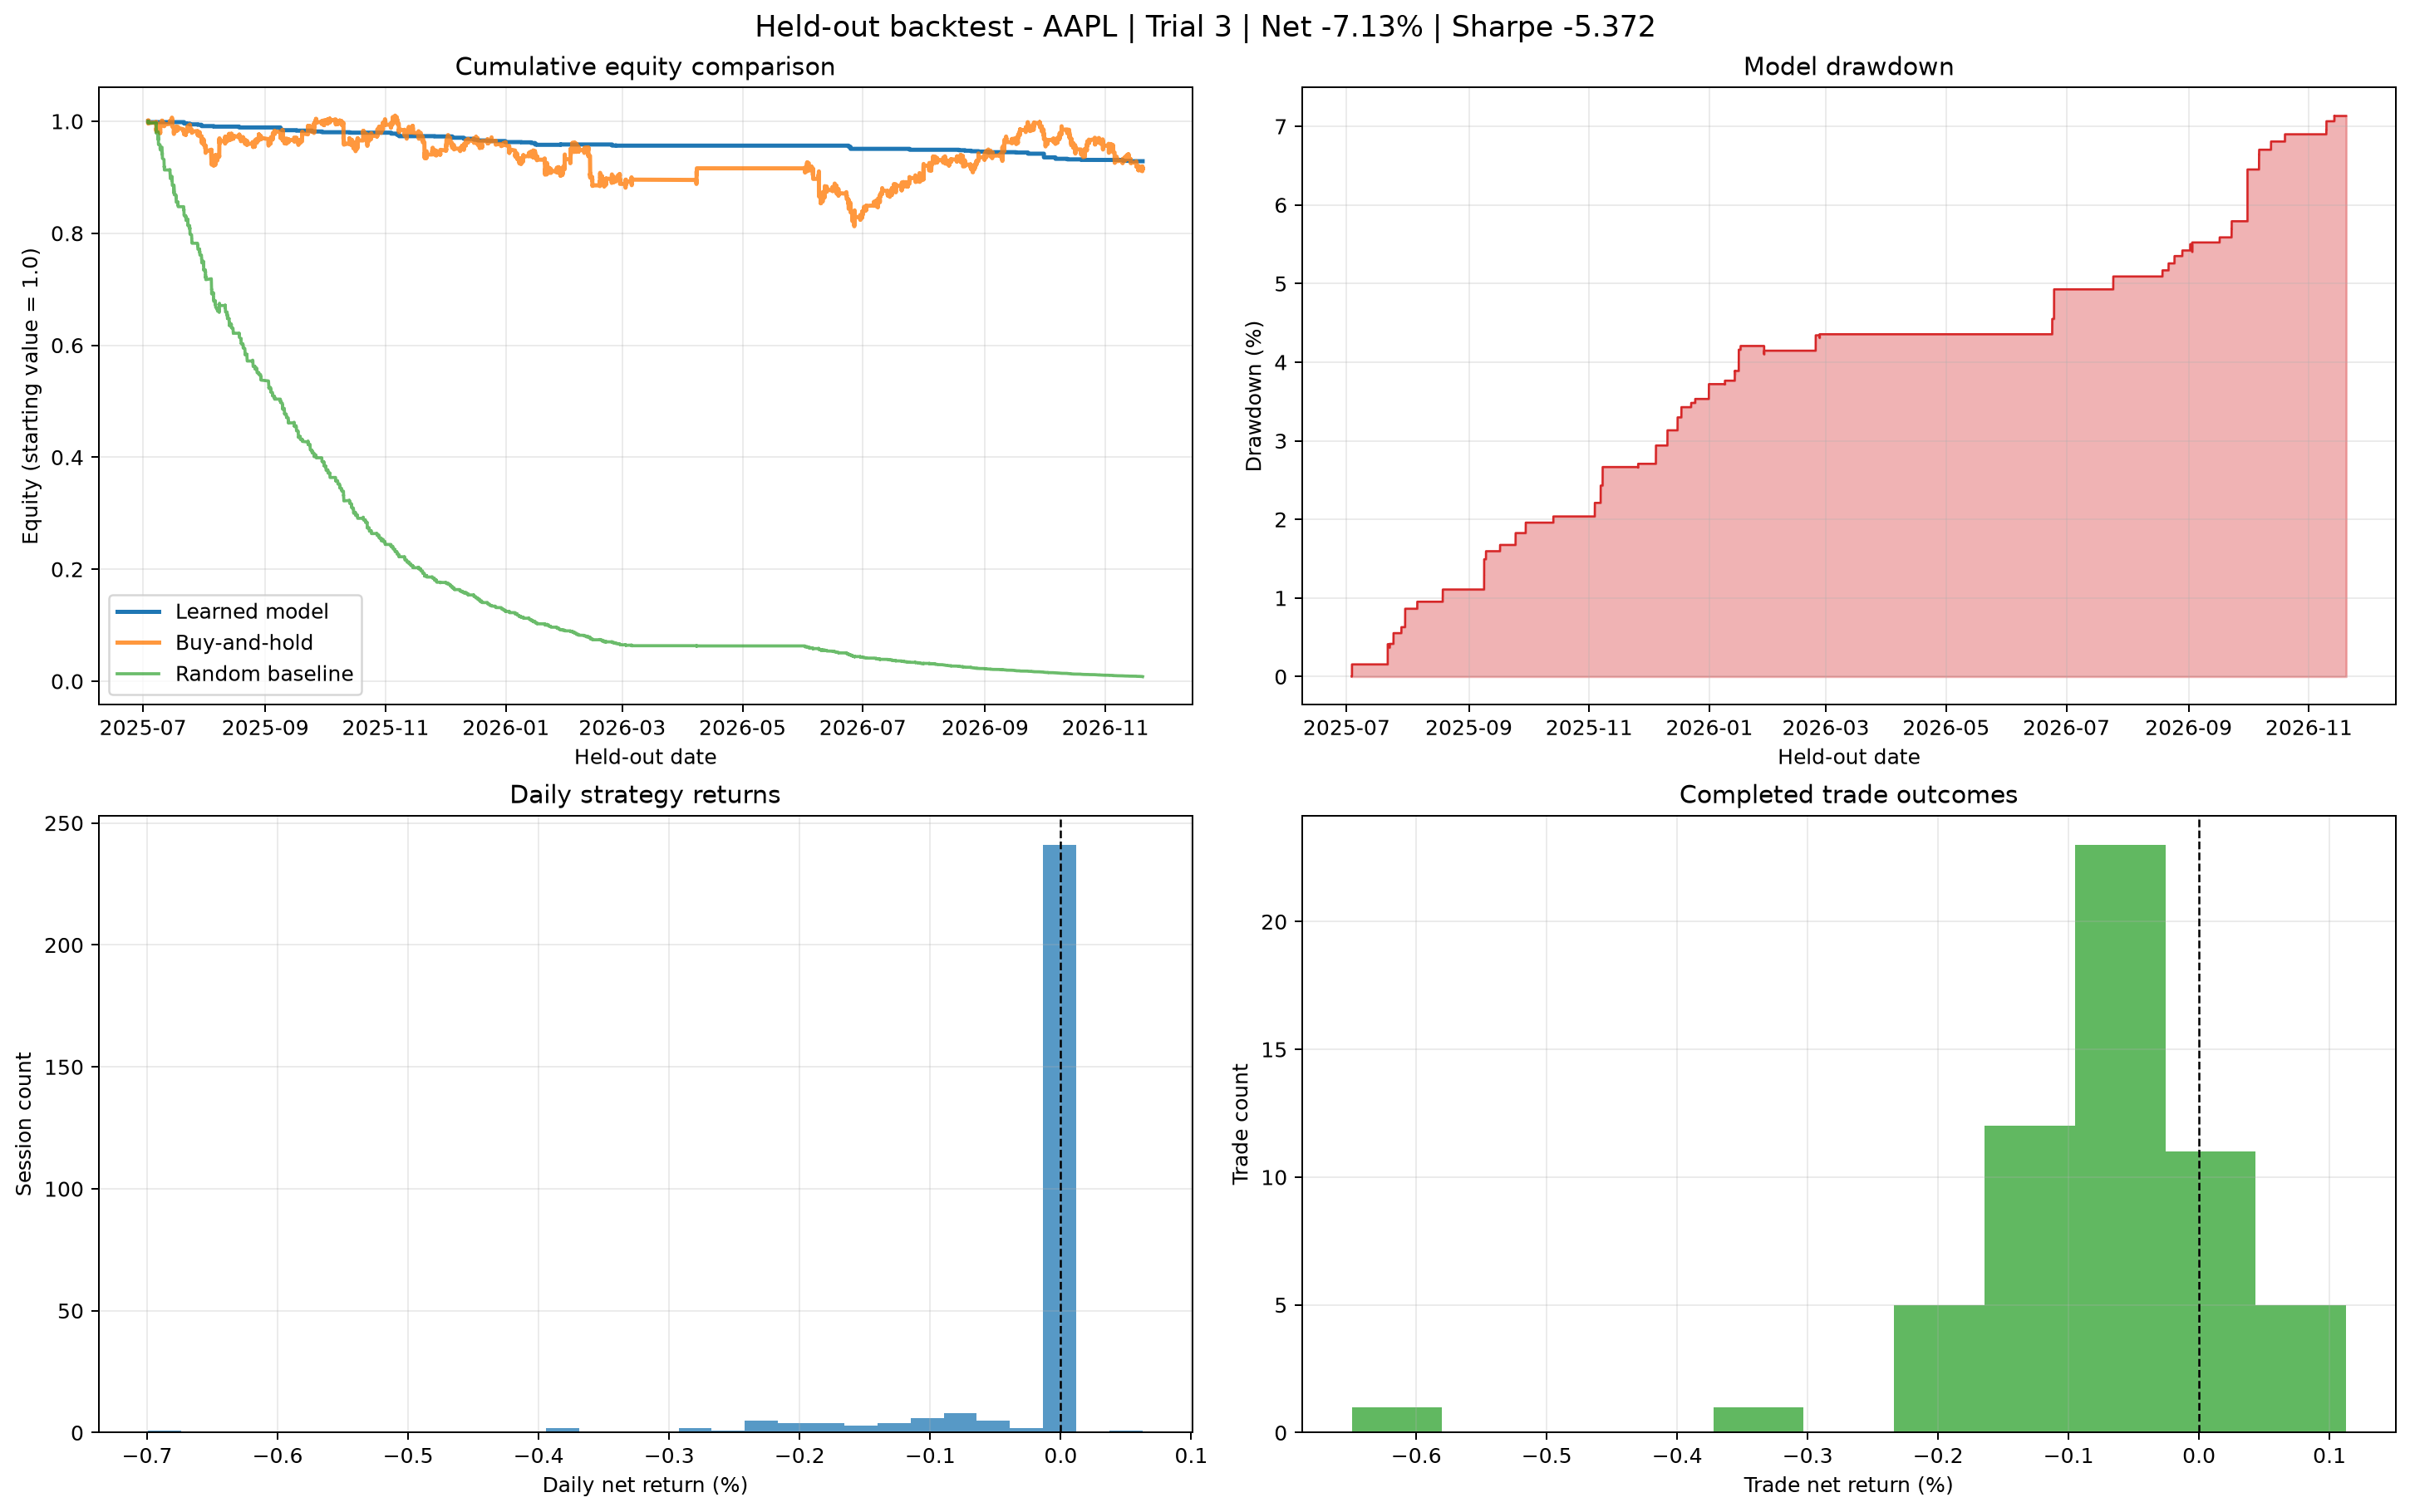 Held-out backtest - AAPL | Trial 3 | Net -7.13% | Sharpe -5.372
Cumulative equity comparison
Equity (starting value = 1.0)
1.0
0.8
0.6
0.4
0.2
0.0
Learned model
Buy-and-hold
Random baseline
2025-07 2025-09 2025-11 2026-01 2026-03 2026-05 2026-07 2026-09 2026-11
Held-out date
Model drawdown
Drawdown (%)
7
6
5
4
3
2
1
0
2025-07 2025-09 2025-11 2026-01 2026-03 2026-05 2026-07 2026-09 2026-11
Held-out date
Daily strategy returns
Session count
250
200
150
100
50
0
−0.7 −0.6 −0.5 −0.4 −0.3 −0.2 −0.1 0.0 0.1
Daily net return (%)
Completed trade outcomes
Trade count
20
15
10
5
0
−0.6 −0.5 −0.4 −0.3 −0.2 −0.1 0.0 0.1
Trade net return (%)